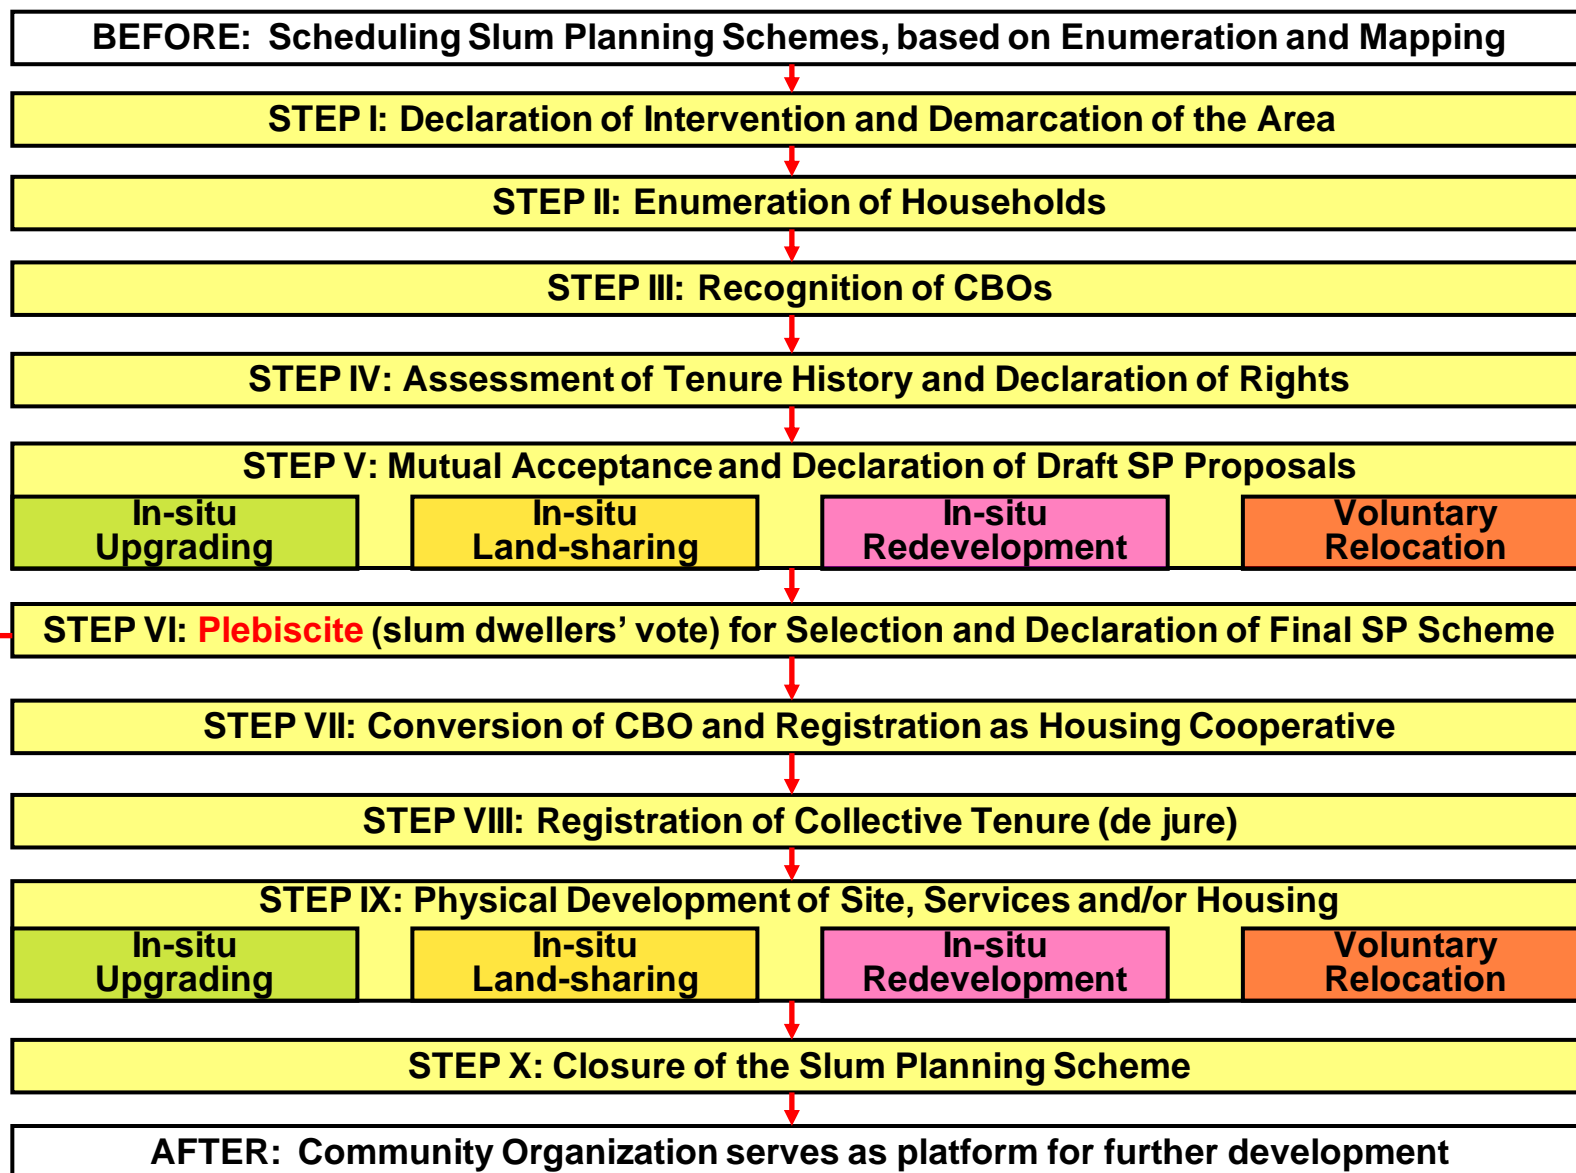 BEFORE: Scheduling Slum Planning Schemes, based on Enumeration and Mapping
STEP I: Declaration of Intervention and Demarcation of the Area
STEP II: Enumeration of Households
STEP III: Recognition of CBOs
STEP IV: Assessment of Tenure History and Declaration of Rights
STEP V: Mutual Acceptance and Declaration of Draft SP Proposals
In-situ
Upgrading
In-situ
Land-sharing
In-situ
Redevelopment
Voluntary
Relocation
STEP VI: Plebiscite (slum dwellers’ vote) for Selection and Declaration of Final SP Scheme
STEP VII: Conversion of CBO and Registration as Housing Cooperative
STEP VIII: Registration of Collective Tenure (de jure)
STEP IX: Physical Development of Site, Services and/or Housing
In-situ
Upgrading
In-situ
Land-sharing
In-situ
Redevelopment
Voluntary
Relocation
STEP X: Closure of the Slum Planning Scheme
AFTER: Community Organization serves as platform for further development